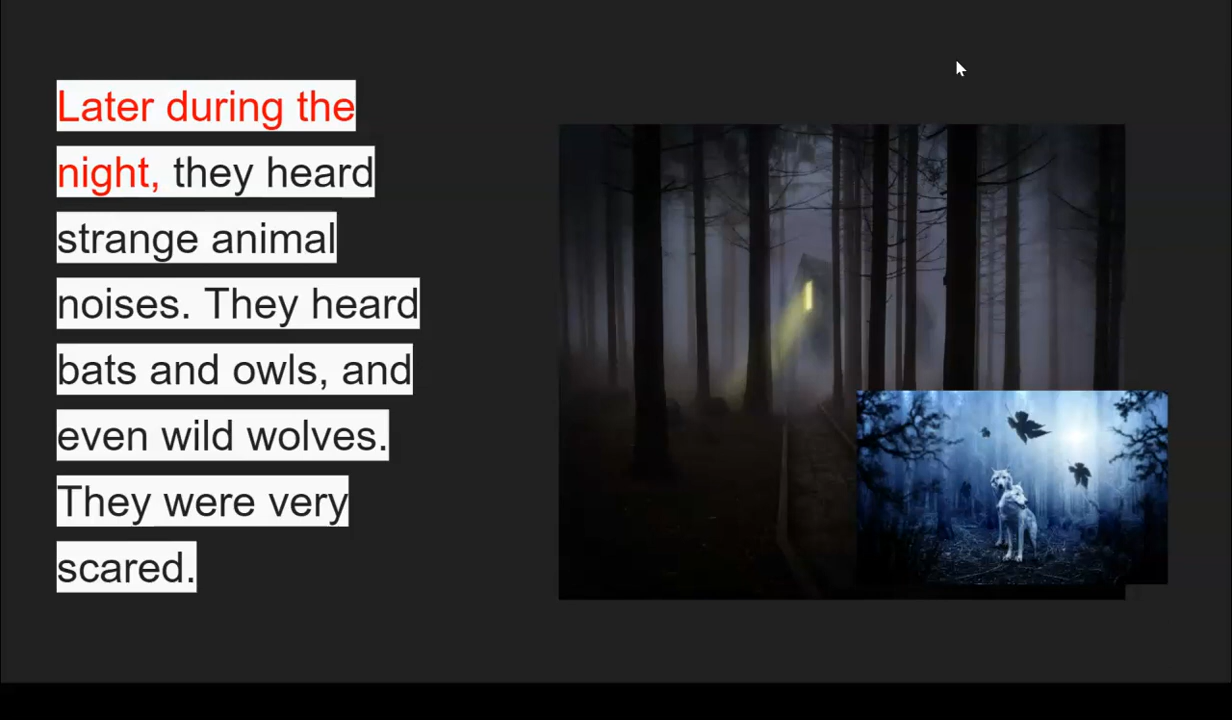 Later during the
night, they heard
strange animal
noises. They heard
bats and owls, and
even wild wolves.
They were very
scared.